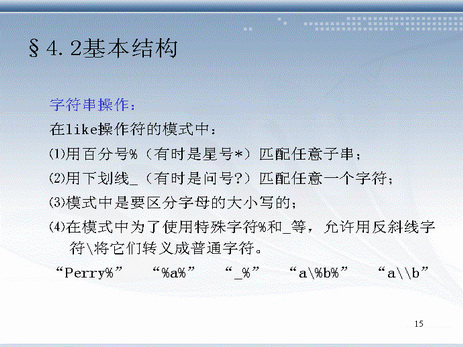 §4.2基本结构
字符串操作：
在like操作符的模式中：
⑴用百分号%（有时是星号*）匹配任意子串；
⑵用下划线_（有时是问号?）匹配任意一个字符；
⑶模式中是要区分字母的大小写的；
⑷在模式中为了使用特殊字符%和_等，允许用反斜线字
符\将它们转义成普通字符。
“Perry%” “%a%” “_%” “a\%b%” “a\\b”
15